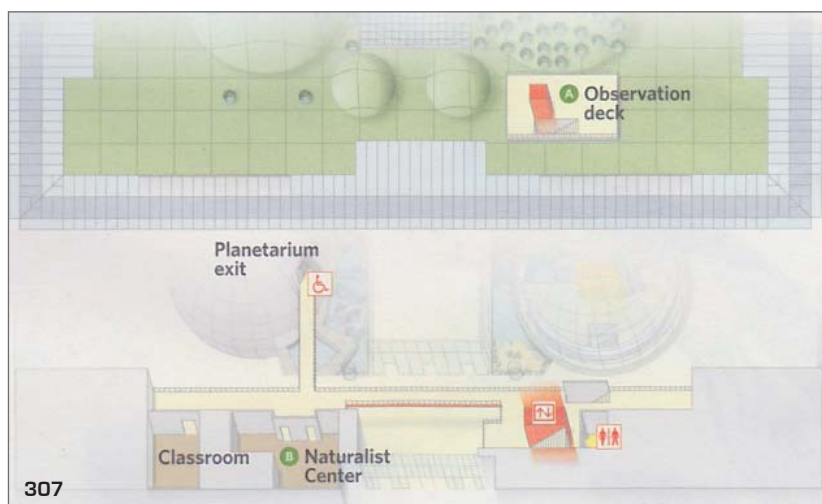 A Observation
deck
Planetarium
exit
Classroom
B Naturalist
Center
307